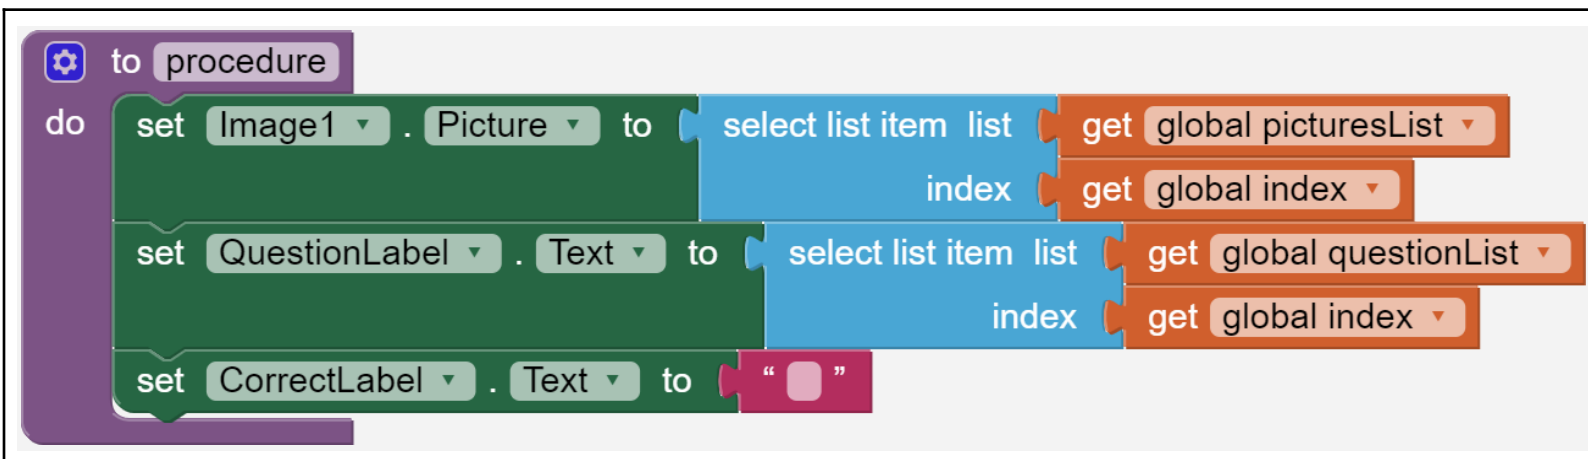 to procedure
do set Image1 . Picture to select list item list get global picturesList
index get global index
set QuestionLabel . Text to select list item list get global questionList
index get global index
set CorrectLabel . Text to “ ”